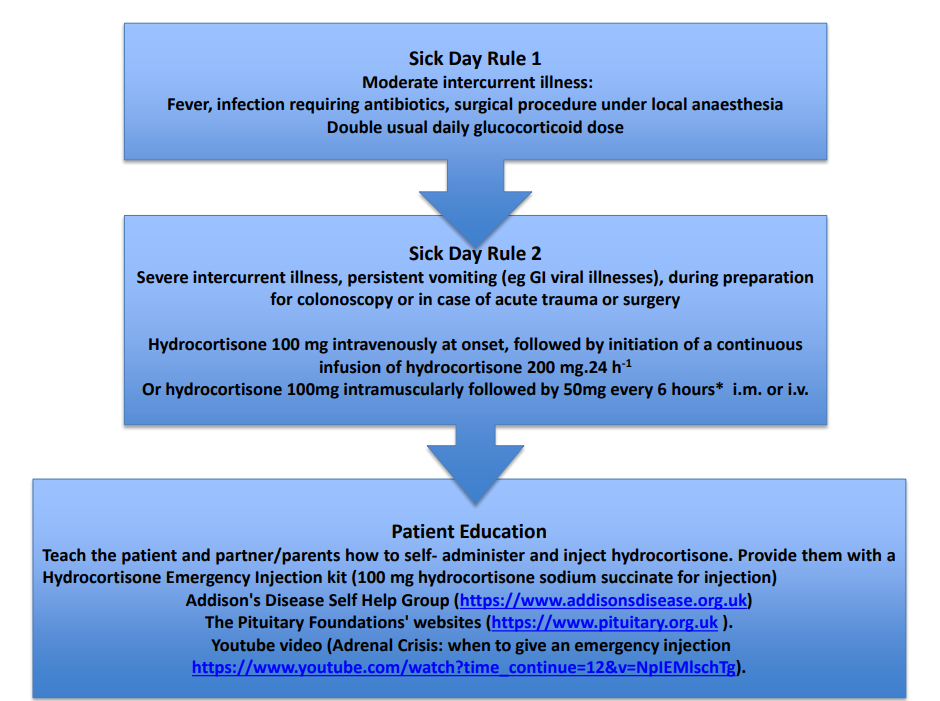 Sick Day Rule 1
Moderate intercurrent illness:
Fever, infection requiring antibiotics, surgical procedure under local anaesthesia
Double usual daily glucocorticoid dose
Sick Day Rule 2
Severe intercurrent illness, persistent vomiting (eg GI viral illnesses), during preparation
for colonoscopy or in case of acute trauma or surgery
Hydrocortisone 100 mg intravenously at onset, followed by initiation of a continuous
infusion of hydrocortisone 200 mg.24 h⁻¹
Or hydrocortisone 100mg intramuscularly followed by 50mg every 6 hours* i.m. or i.v.
Patient Education
Teach the patient and partner/parents how to self- administer and inject hydrocortisone. Provide them with a
Hydrocortisone Emergency Injection kit (100 mg hydrocortisone sodium succinate for injection)
Addison's Disease Self Help Group (https://www.addisonsdisease.org.uk)
The Pituitary Foundations' websites (https://www.pituitary.org.uk ).
Youtube video (Adrenal Crisis: when to give an emergency injection
https://www.youtube.com/watch?time_continue=12&v=NpIEMlschTg).